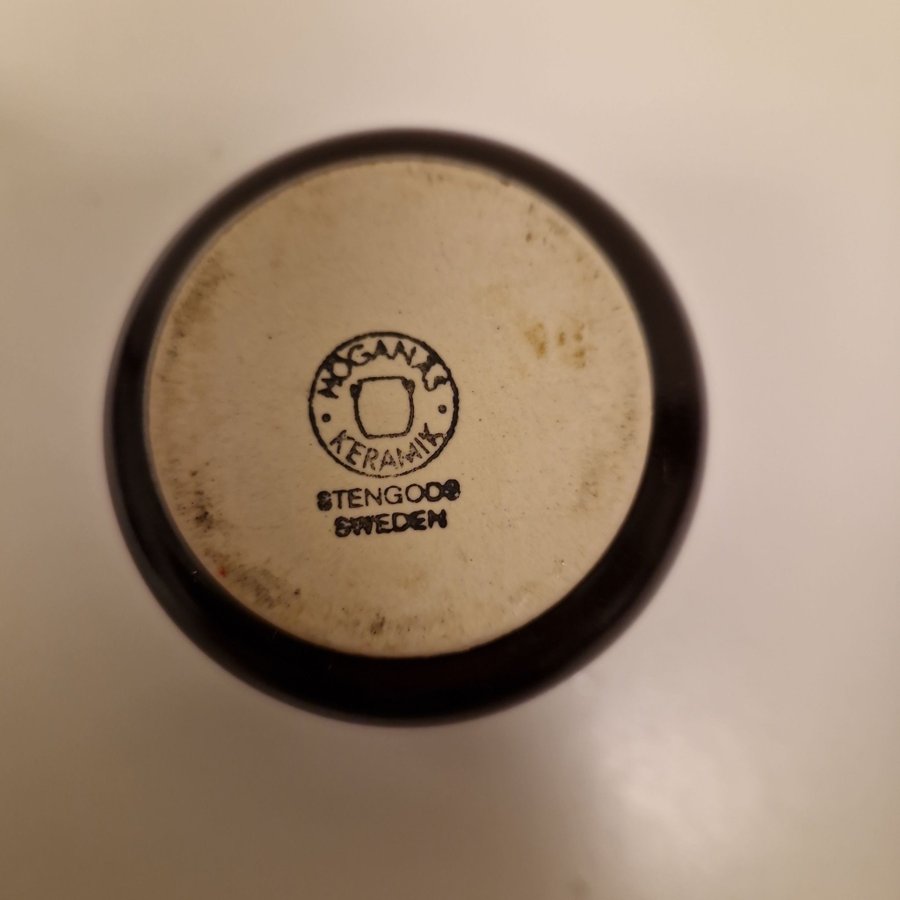 HÖGANÄS
KERAMIK
STENGODS
SWEDEN